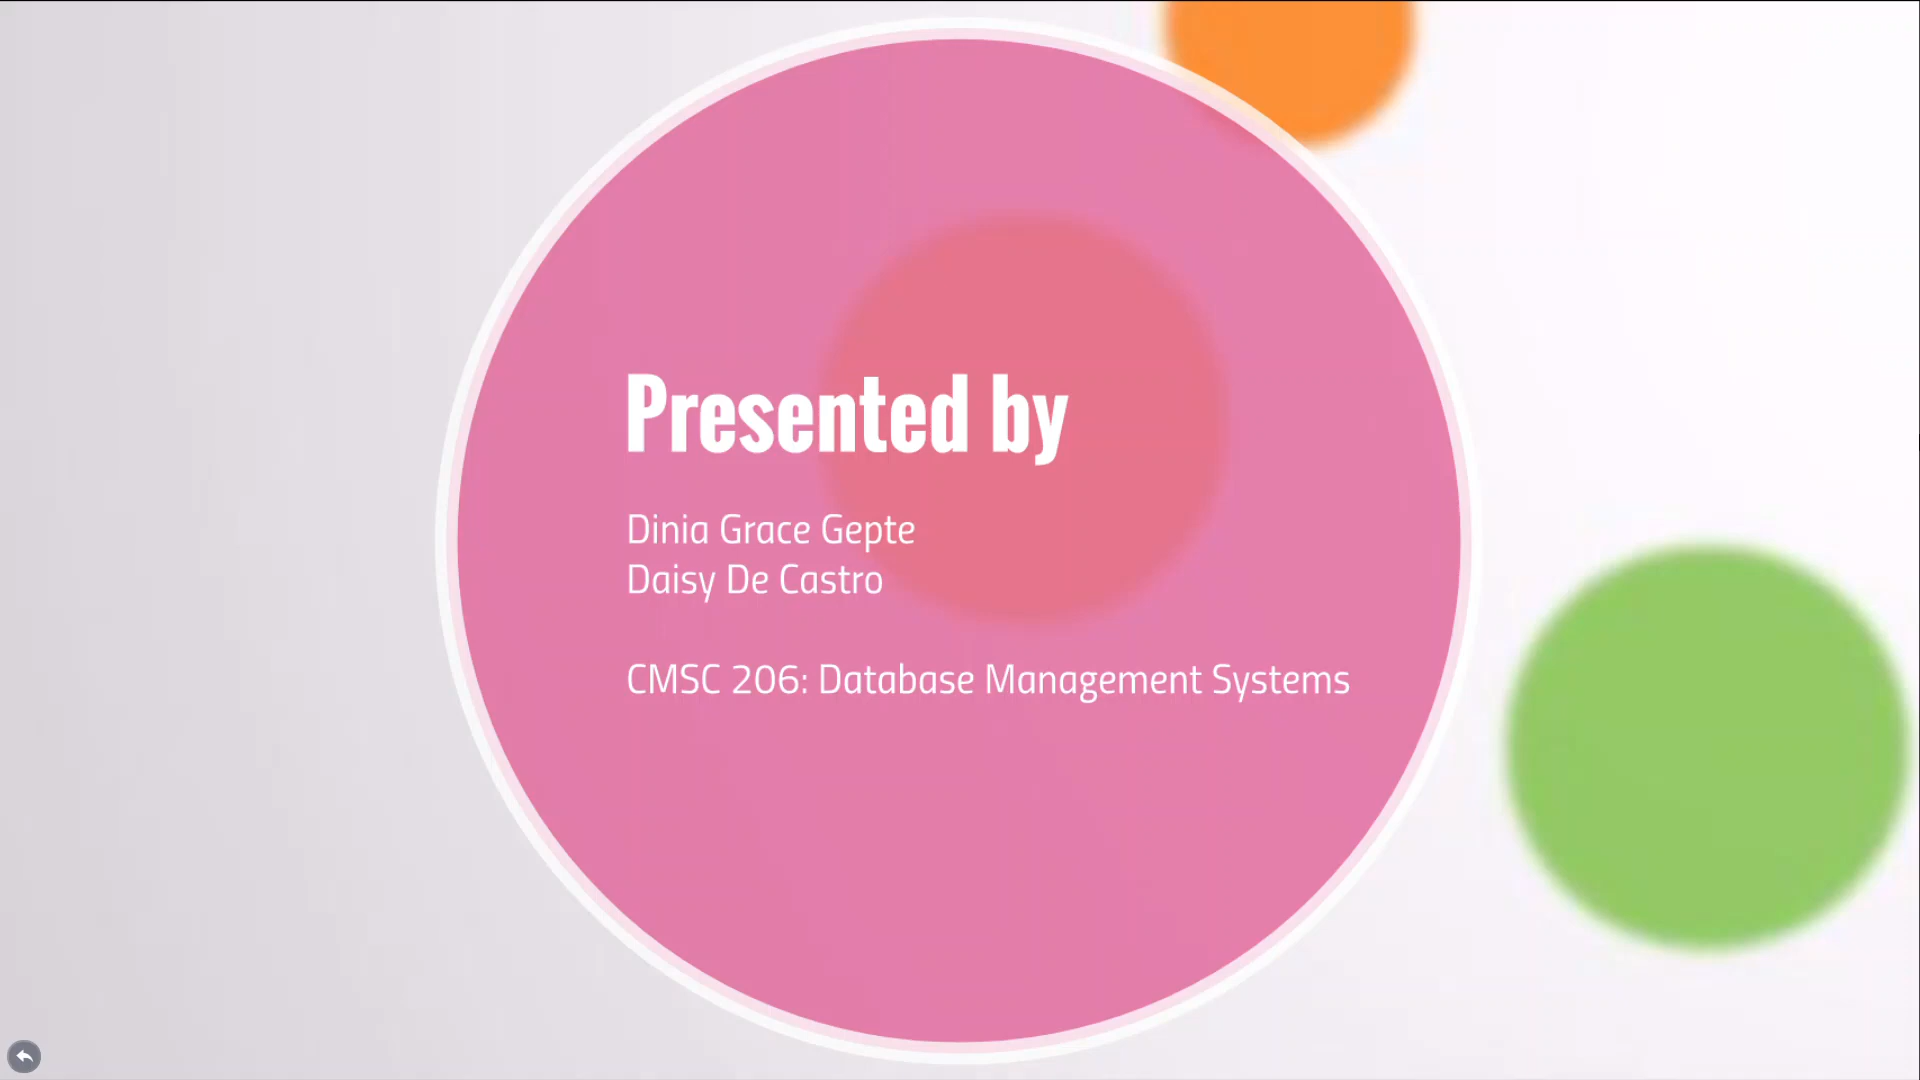 Presented by
Dinia Grace Gepte
Daisy De Castro
CMSC 206: Database Management Systems